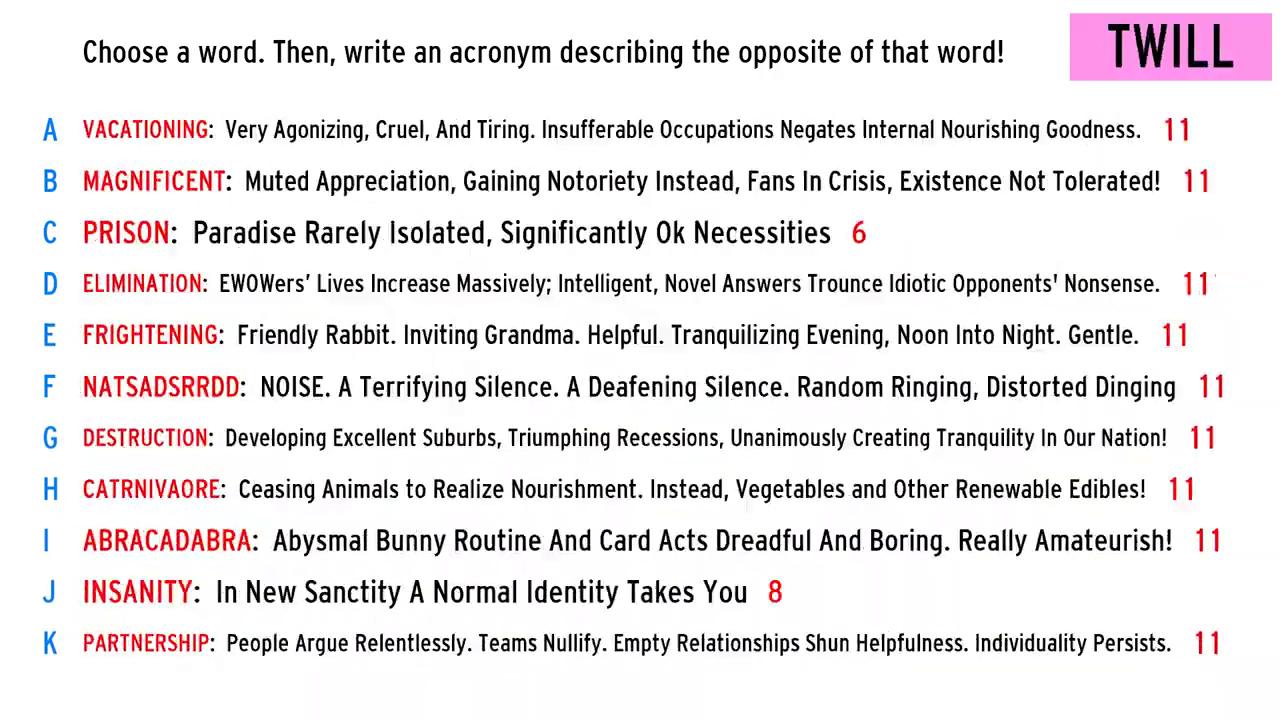 Choose a word. Then, write an acronym describing the opposite of that word!
TWILL
A VACATIONING: Very Agonizing, Cruel, And Tiring. Insufferable Occupations Negates Internal Nourishing Goodness. 11
B MAGNIFICENT: Muted Appreciation, Gaining Notoriety Instead, Fans In Crisis, Existence Not Tolerated! 11
C PRISON: Paradise Rarely Isolated, Significantly Ok Necessities 6
D ELIMINATION: EWOWers' Lives Increase Massively; Intelligent, Novel Answers Trounce Idiotic Opponents' Nonsense. 11
E FRIGHTENING: Friendly Rabbit. Inviting Grandma. Helpful. Tranquilizing Evening, Noon Into Night. Gentle. 11
F NATSADSRRDD: NOISE. A Terrifying Silence. A Deafening Silence. Random Ringing, Distorted Dinging 11
G DESTRUCTION: Developing Excellent Suburbs, Triumphing Recessions, Unanimously Creating Tranquility In Our Nation! 11
H CATRNIVAORE: Ceasing Animals to Realize Nourishment. Instead, Vegetables and Other Renewable Edibles! 11
I ABRACADABRA: Abysmal Bunny Routine And Card Acts Dreadful And Boring. Really Amateurish! 11
J INSANITY: In New Sanctity A Normal Identity Takes You 8
K PARTNERSHIP: People Argue Relentlessly. Teams Nullify. Empty Relationships Shun Helpfulness. Individuality Persists. 11